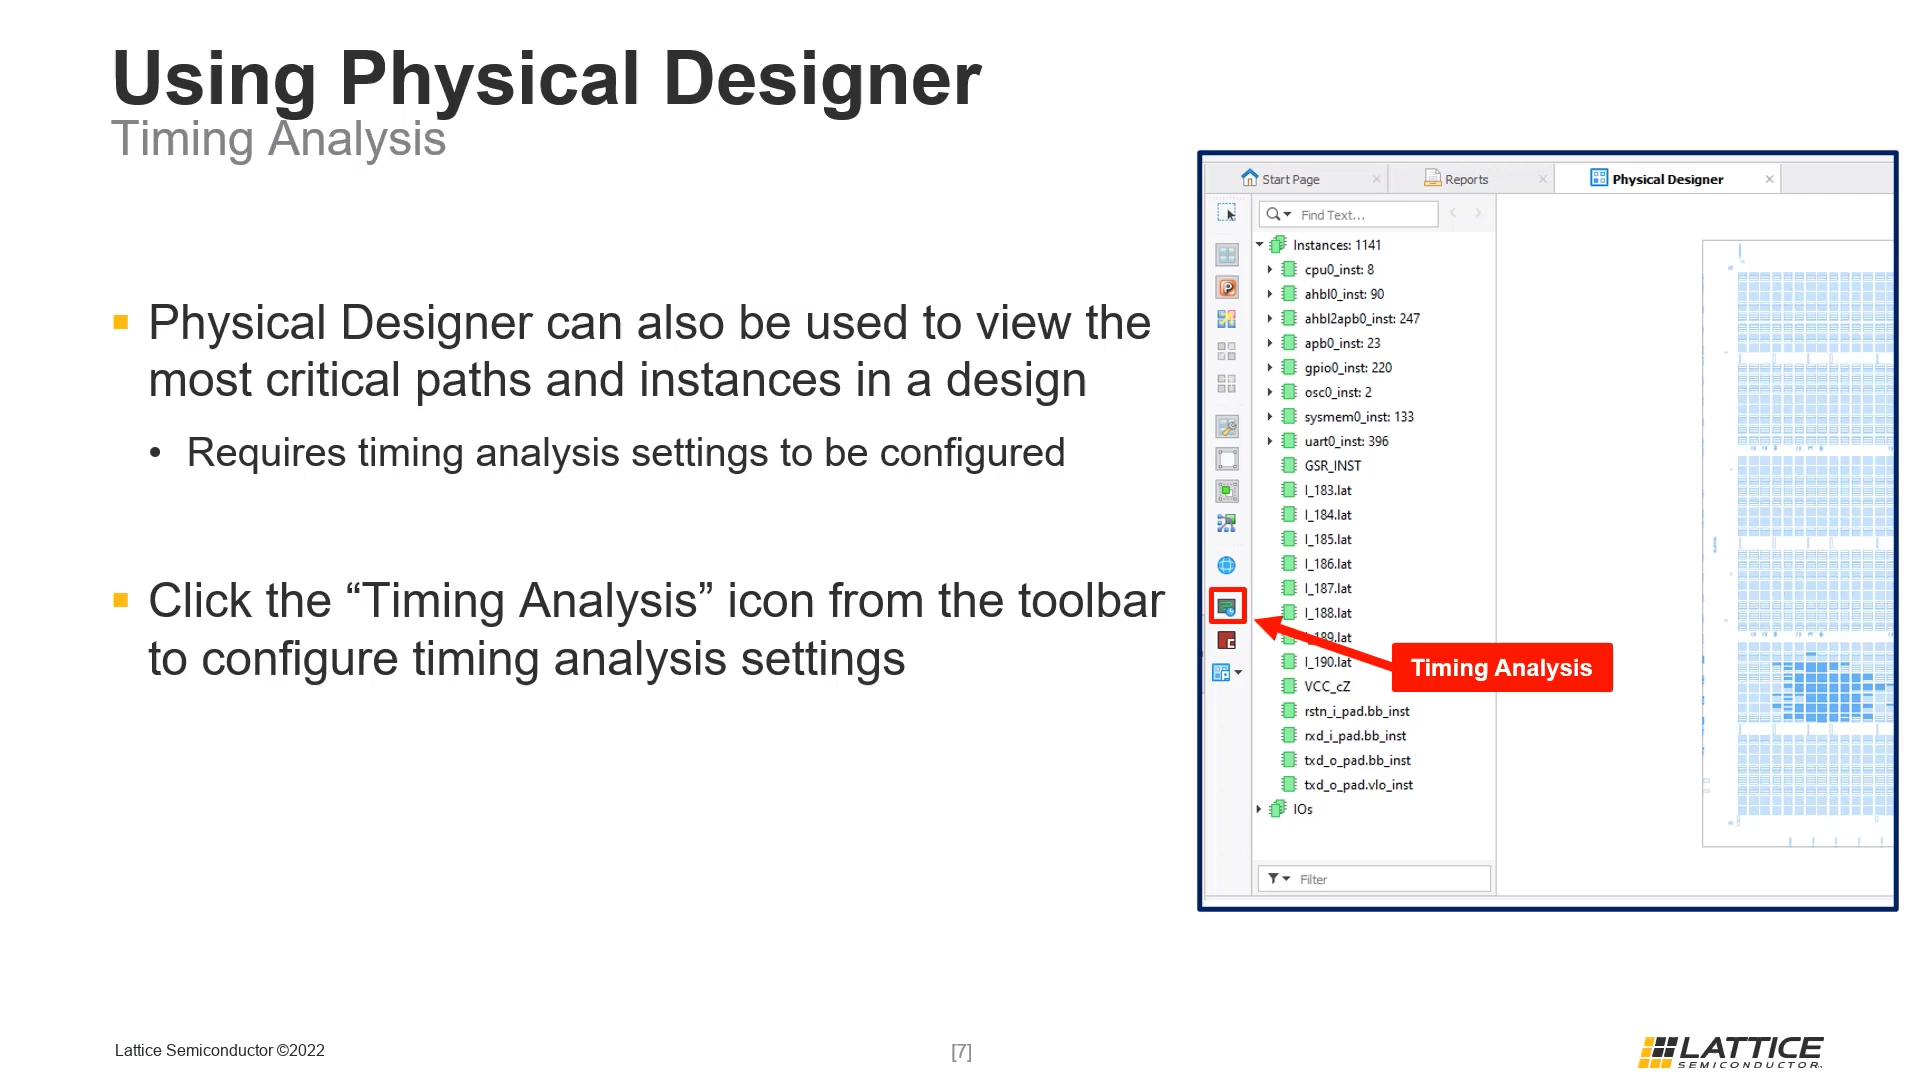 Using Physical Designer
Timing Analysis
Physical Designer can also be used to view the
most critical paths and instances in a design
• Requires timing analysis settings to be configured
Click the “Timing Analysis” icon from the toolbar
to configure timing analysis settings
Start Page
Reports
Physical Designer
Find Text...
Instances: 1141
cpu0_inst: 8
ahbl0_inst: 90
ahbl2apb0_inst: 247
apb0_inst: 23
gpio0_inst: 220
osc0_inst: 2
sysmem0_inst: 133
uart0_inst: 396
GSR_INST
I_183.lat
I_184.lat
I_185.lat
I_186.lat
I_187.lat
I_188.lat
I_189.lat
I_190.lat
VCC_cZ
rstn_i_pad.bb_inst
rxd_i_pad.bb_inst
txd_o_pad.bb_inst
txd_o_pad.vlo_inst
IOs
Filter
Timing Analysis
Lattice Semiconductor ©2022
[7]
LATTICE
SEMICONDUCTOR